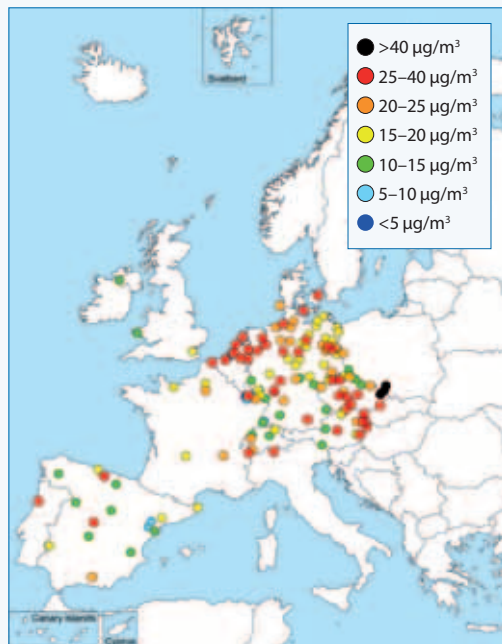 Svalbard
>40 µg/m³
25–40 µg/m³
20–25 µg/m³
15–20 µg/m³
10–15 µg/m³
5–10 µg/m³
<5 µg/m³
Canary Islands
Cyprus